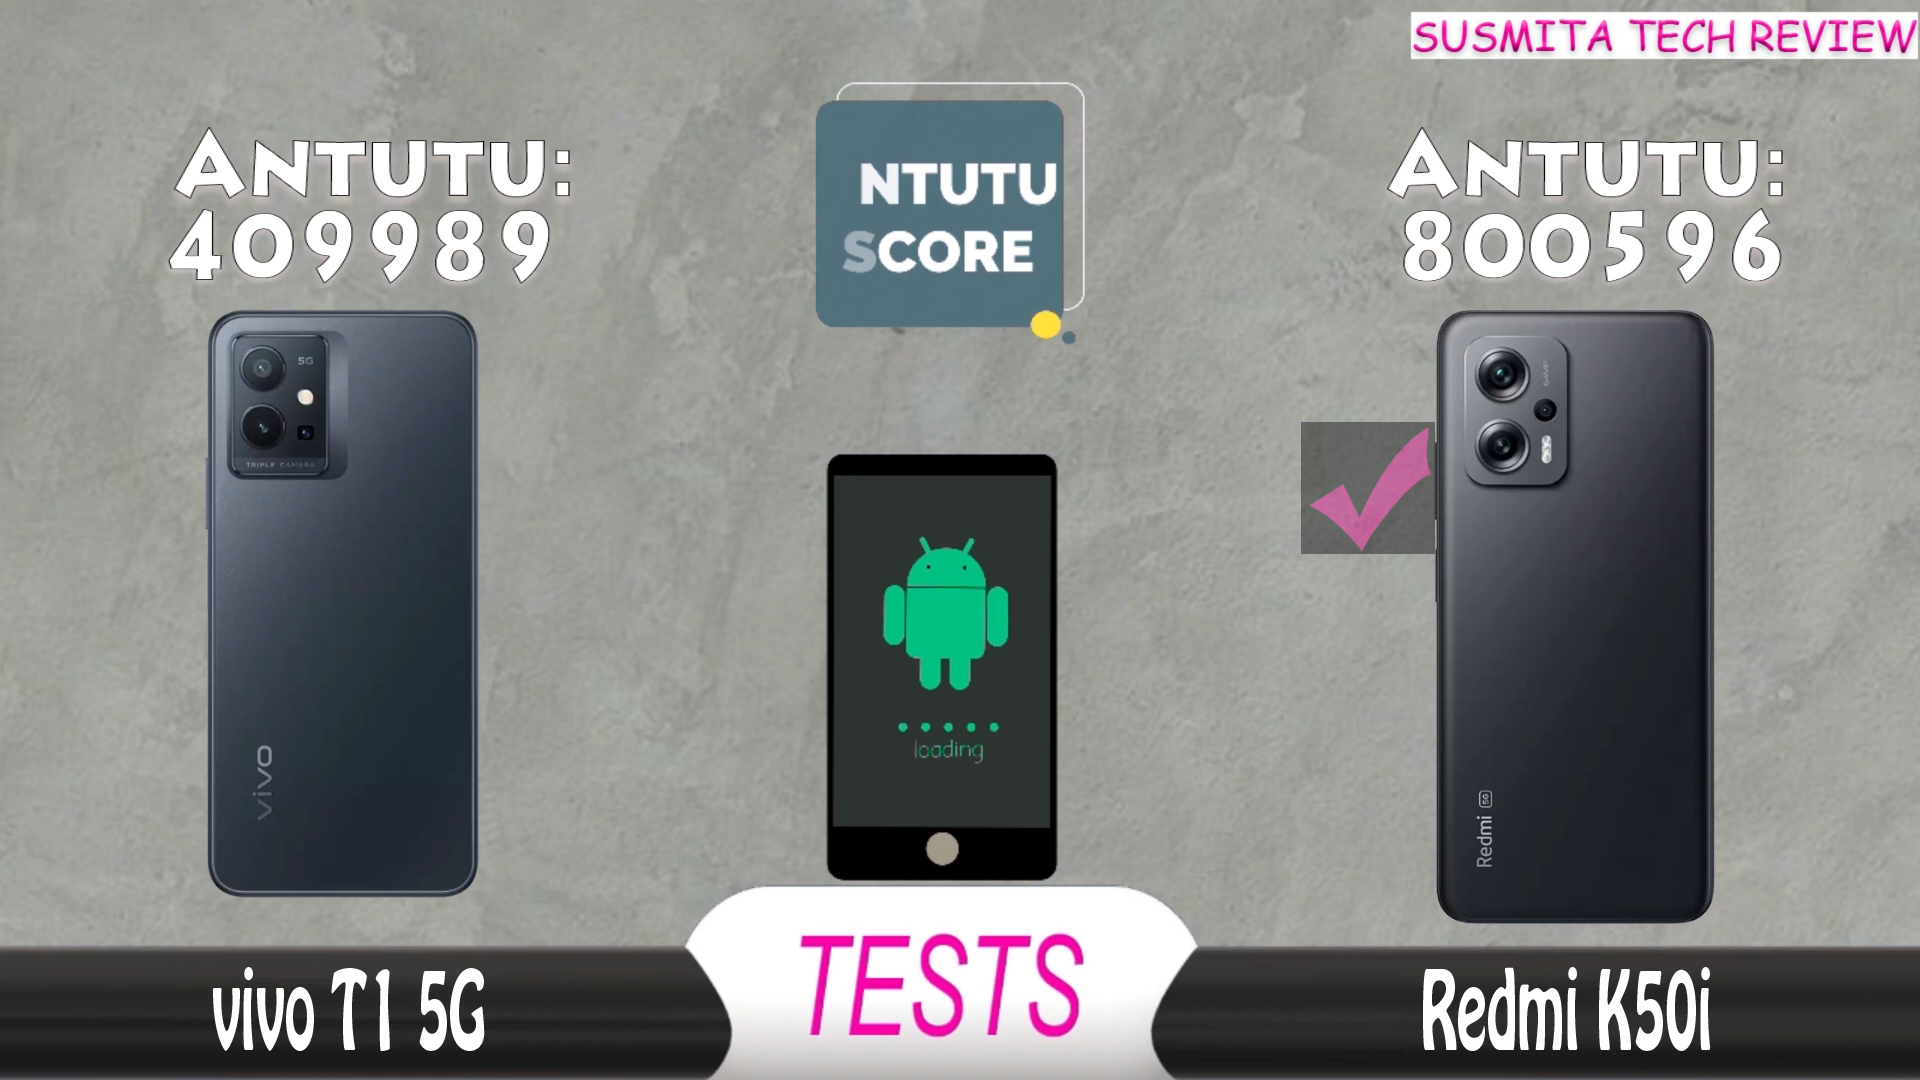 SUSMITA TECH REVIEW
ANTUTU:
409989
NTUTU
SCORE
ANTUTU:
800596
5G
TRIPLE CAMERA
vivo
loading
64MP
Redmi 5G
vivo T1 5G
TESTS
Redmi K50i